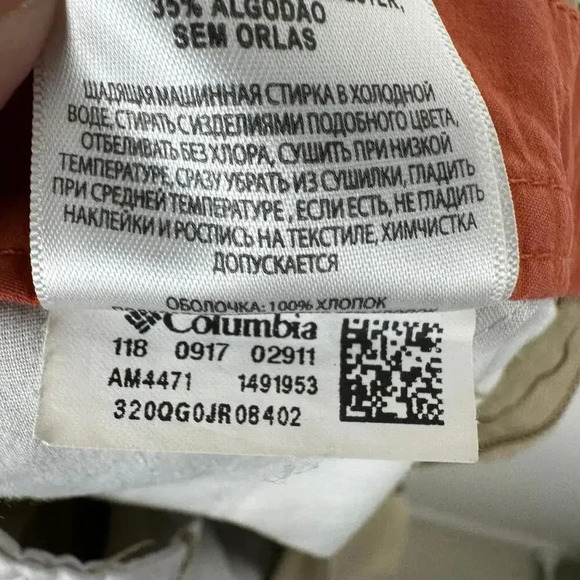 35% ALGODÃO
SEM ORLAS
ЩАДЯЩАЯ МАШИННАЯ СТИРКА В ХОЛОДНОЙ
ВОДЕ, СТИРАТЬ С ИЗДЕЛИЯМИ ПОДОБНОГО ЦВЕТА,
ОТБЕЛИВАТЬ БЕЗ ХЛОРА, СУШИТЬ ПРИ НИЗКОЙ
ТЕМПЕРАТУРЕ, СРАЗУ УБРАТЬ ИЗ СУШИЛКИ, ГЛАДИТЬ
ПРИ СРЕДНЕЙ ТЕМПЕРАТУРЕ , ЕСЛИ ЕСТЬ, НЕ ГЛАДИТЬ
НАКЛЕЙКИ И РОСПИСЬ НА ТЕКСТИЛЕ, ХИМЧИСТКА
ДОПУСКАЕТСЯ
ОБОЛОЧКА: 100% ХЛОПОК
Columbia
118 0917 02911
AM4471 1491953
320QG0JR08402